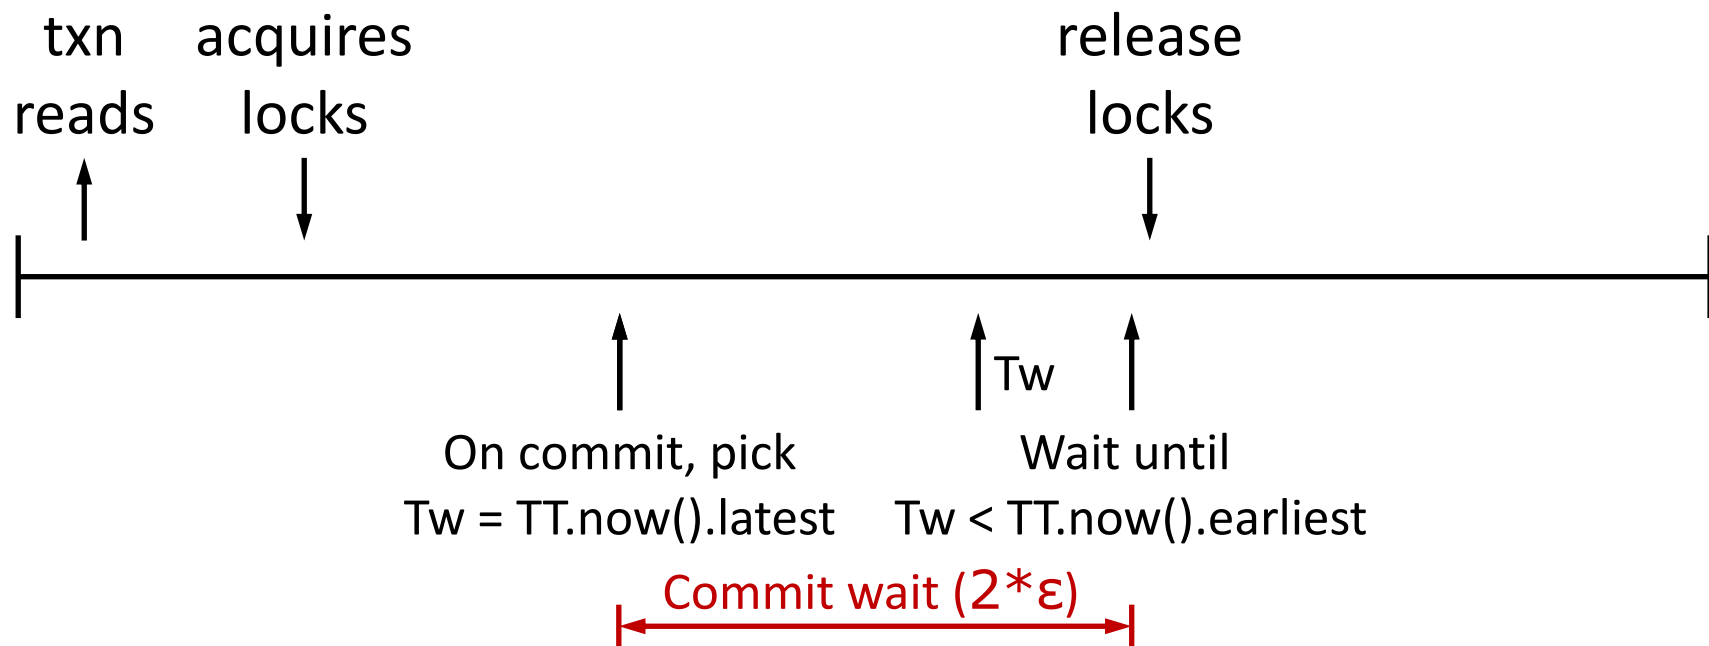 txn
reads
acquires
locks
release
locks
Tw
On commit, pick
Tw = TT.now().latest
Wait until
Tw < TT.now().earliest
Commit wait (2*ε)